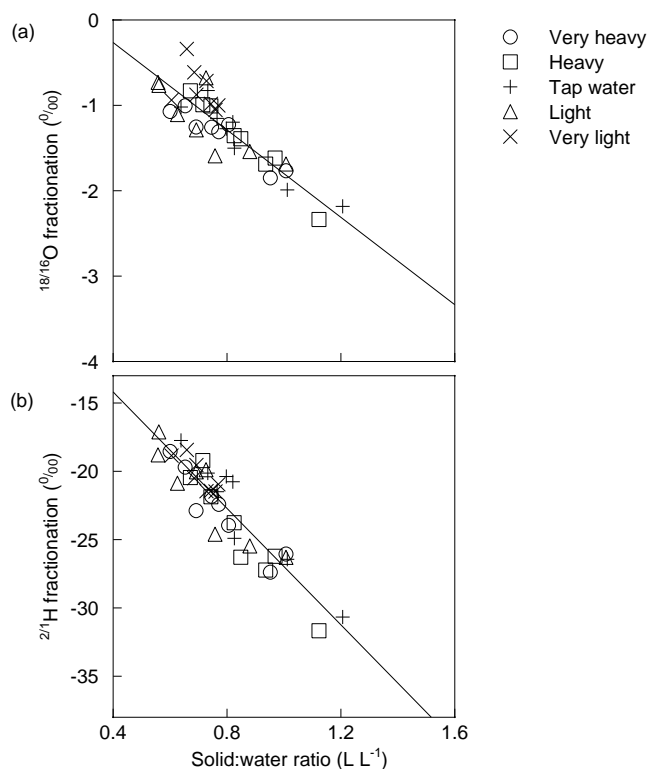 (a)
0
-1
-2
-3
-4
18/16O fractionation (0/00)
Very heavy
Heavy
Tap water
Light
Very light
(b)
-15
-20
-25
-30
-35
2/1H fractionation (0/00)
0.4 0.8 1.2 1.6
Solid:water ratio (L L-1)